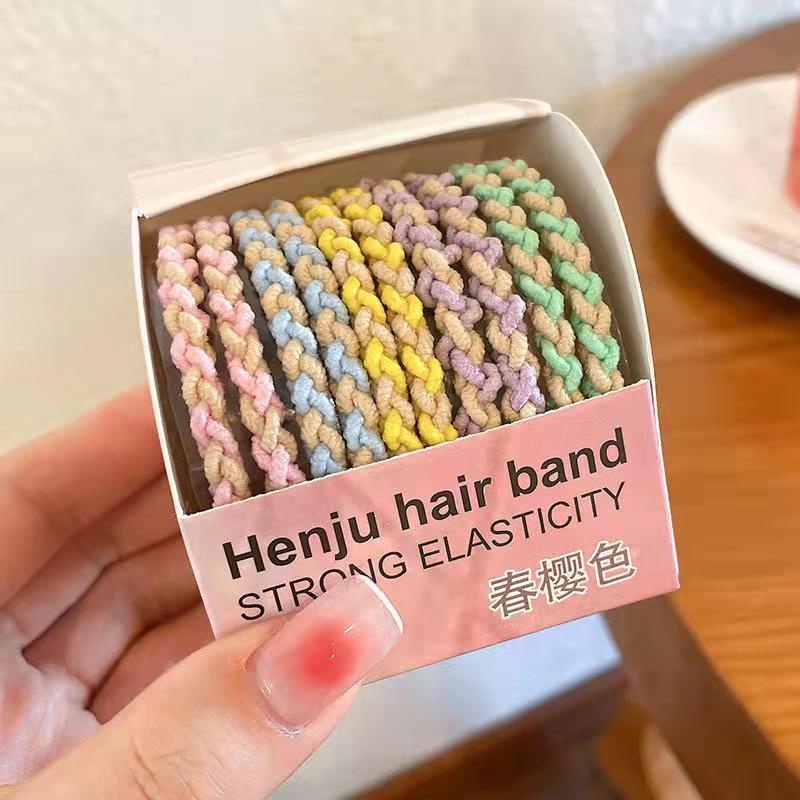 Henju hair band
STRONG ELASTICITY
春樱色